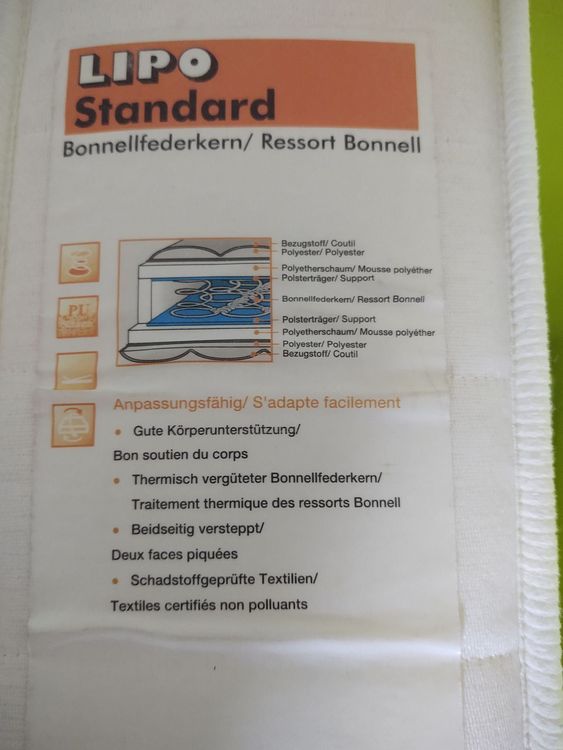 LIPO
Standard
Bonnellfederkern/ Ressort Bonnell
Bezugstoff/ Coutil
Polyester/ Polyester
Polyetherschaum/ Mousse polyéther
Polsterträger/ Support
Bonnellfederkern/ Ressort Bonnell
Polsterträger/ Support
Polyetherschaum/ Mousse polyéther
Polyester/ Polyester
Bezugstoff/ Coutil
PU
Anpassungsfähig/ S'adapte facilement
• Gute Körperunterstützung/
Bon soutien du corps
• Thermisch vergüteter Bonnellfederkern/
Traitement thermique des ressorts Bonnell
• Beidseitig versteppt/
Deux faces piquées
• Schadstoffgeprüfte Textilien/
Textiles certifiés non polluants